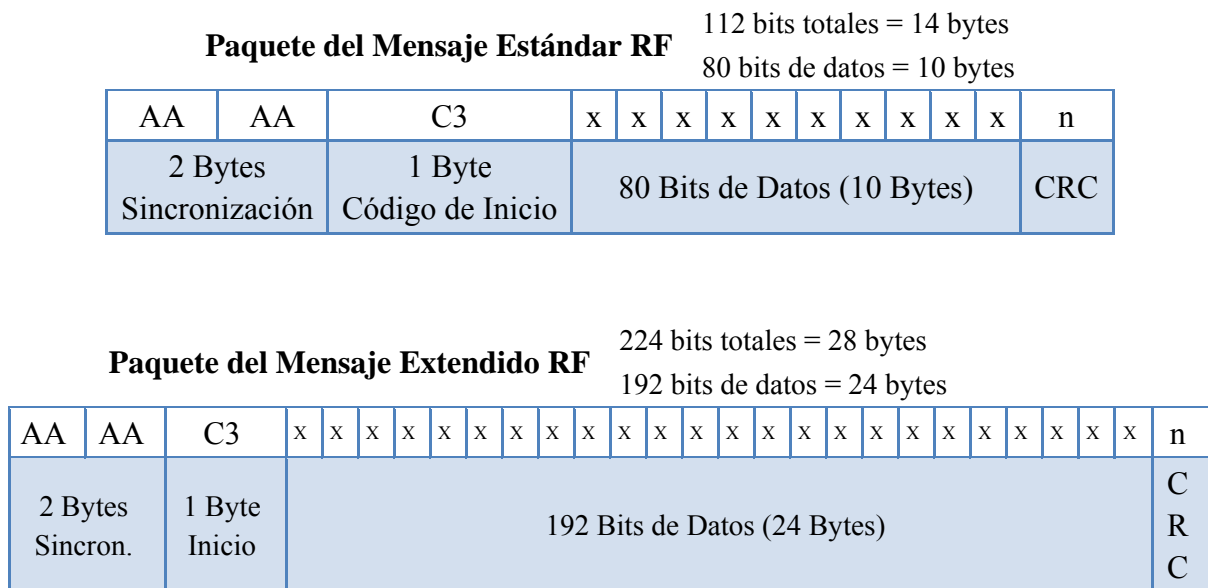 Paquete del Mensaje Estándar RF
112 bits totales = 14 bytes
80 bits de datos = 10 bytes
AA AA C3 x x x x x x x x x x n
2 Bytes Sincronización
1 Byte Código de Inicio
80 Bits de Datos (10 Bytes)
CRC
Paquete del Mensaje Extendido RF
224 bits totales = 28 bytes
192 bits de datos = 24 bytes
AA AA C3 x x x x x x x x x x x x x x x x x x x x x x x x n
2 Bytes Sincron.
1 Byte Inicio
192 Bits de Datos (24 Bytes)
C
R
C